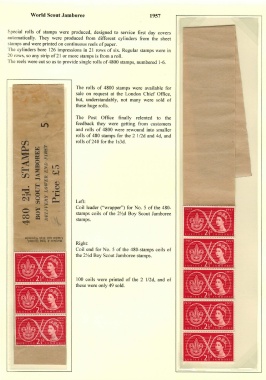 World Scout Jamboree 1957
Special rolls of stamps were produced, designed to service first day covers
automatically. They were produced from different cylinders form the sheet
stamps and were printed on continuous reels of paper.
The cylinders bore 126 impressions in 21 rows of six. Regular stamps were in
20 rows, so any strip of 21 or more stamps is from a roll.
The reels were cut so as to provide single rolls of 4800 stamps, numbered 1-6.
The rolls of 4800 stamps were available for
sale on request at the London Chief Office,
but, understandably, not many were sold of
these huge rolls.
The Post Office finally relented to the
feedback they were getting from customers
and rolls of 4800 were rewound into smaller
rolls of 480 stamps for the 2 1/2d and 4d, and
rolls of 240 for the 1s3d.
480 2½d. STAMPS
BOY SCOUT JAMBOREE
5
Price £5
Left:
Coil leader ("wrapper") for No. 5 of the 480-
stamps coils of the 2½d Boy Scout Jamboree
stamps.
Right:
Coil end for No. 5 of the 480-stamps coils of
the 2½d Boy Scout Jamboree stamps.
100 coils were printed of the 2 1/2d, and of
these were only 49 sold.